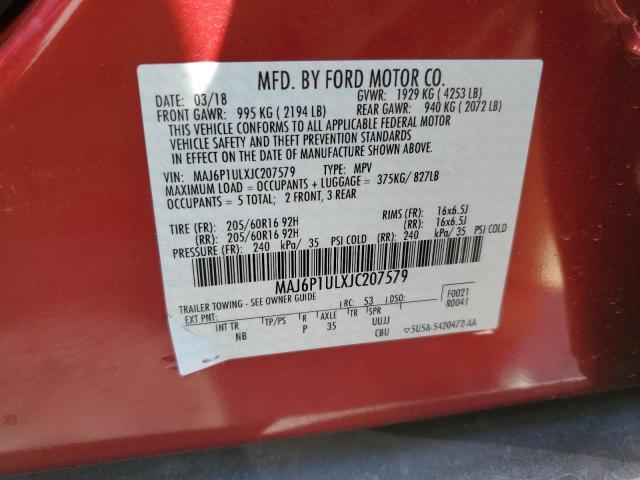 MFD. BY FORD MOTOR CO.
DATE: 03/18 GVWR: 1929 KG ( 4253 LB)
FRONT GAWR: 995 KG ( 2194 LB) REAR GAWR: 940 KG ( 2072 LB)
THIS VEHICLE CONFORMS TO ALL APPLICABLE FEDERAL MOTOR
VEHICLE SAFETY AND THEFT PREVENTION STANDARDS
IN EFFECT ON THE DATE OF MANUFACTURE SHOWN ABOVE.
VIN: MAJ6P1ULXJC207579 TYPE: MPV
MAXIMUM LOAD = OCCUPANTS + LUGGAGE = 375KG/ 827LB
OCCUPANTS = 5 TOTAL; 2 FRONT, 3 REAR
TIRE (FR): 205/60R16 92H RIMS (FR): 16x6.5J
(RR): 205/60R16 92H (RR): 16x6.5J
PRESSURE (FR): 240 kPa/ 35 PSI COLD (RR): 240 kPa/ 35 PSI COLD
MAJ6P1ULXJC207579
TRAILER TOWING - SEE OWNER GUIDE
EXT PNT: RC: 53 DSO: F0021
R0041
INT TR TP/PS R AXLE TR SPR
NB P 35 UUJJ
CBU ▽5U5A-5420472-AA